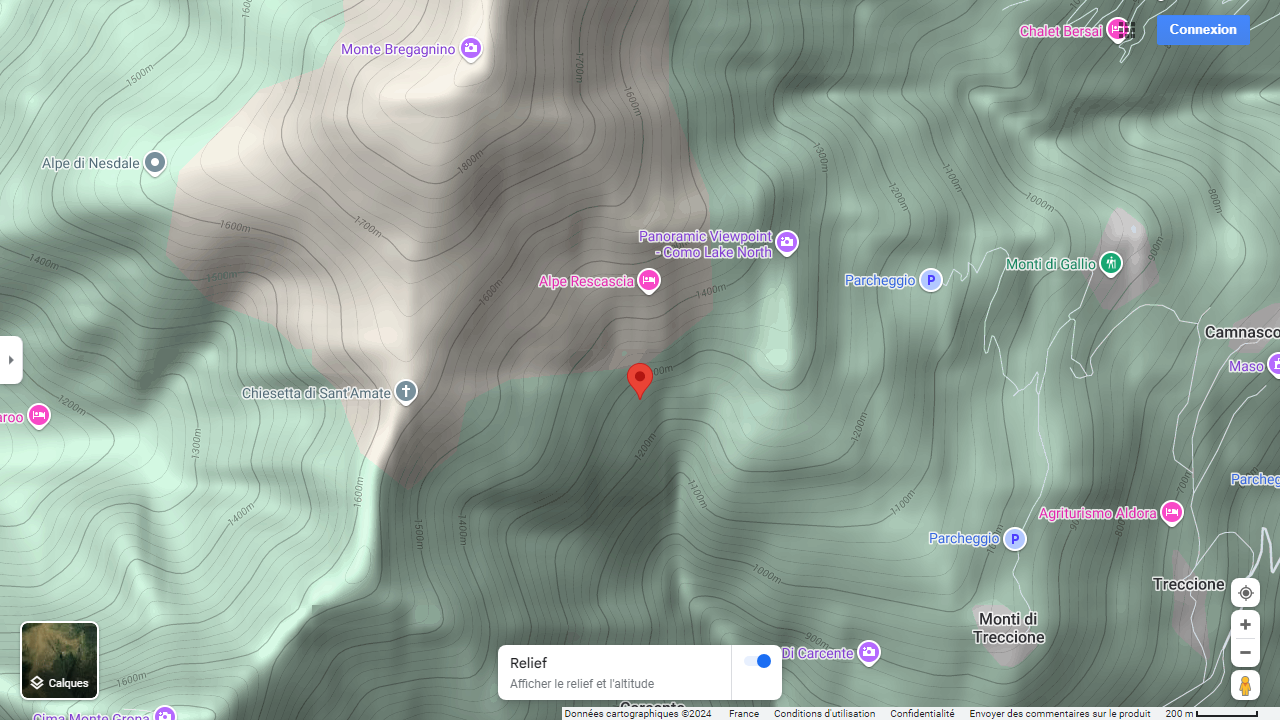 1600m
Chalet Bersai
Connexion
Monte Bregagnino
1500m
1700m
1600m
1300m
Alpe di Nesdale
1800m
1200m
1100m
1000m
800m
1600m
1700m
Panoramic Viewpoint
- Como Lake North
900m
1400m
1500m
Alpe Rescascia
1600m
1400m
Parcheggio
P
Monti di Gallio
Camnasco
Maso
Chiesetta di Sant'Amate
1200m
1300m
1200m
1200m
1600m
1400m
1500m
1400m
1100m
1100m
Parcheg
700m
Agriturismo Aldora
Parcheggio
P
1000m
Treccione
Monti di
Treccione
900m
Di Carcente
Relief
Afficher le relief et l'altitude
Calques
1600m
Cima Monte Grona
Données cartographiques ©2024
France
Conditions d'utilisation
Confidentialité
Envoyer des commentaires sur le produit
200 m